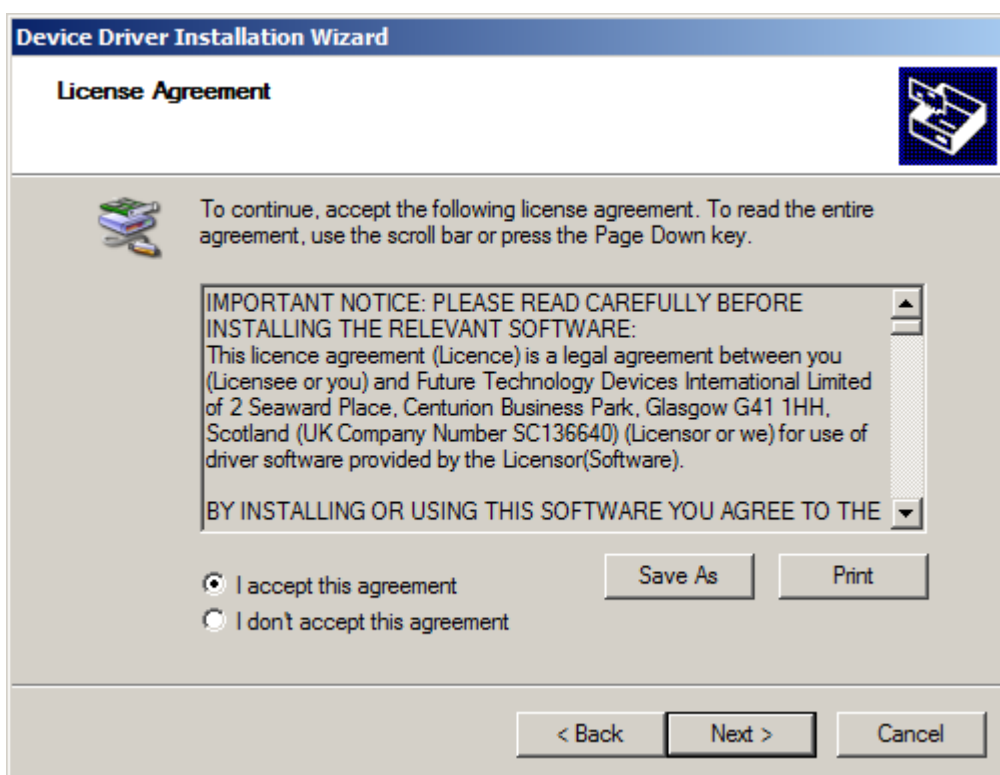 Device Driver Installation Wizard
License Agreement
To continue, accept the following license agreement. To read the entire
agreement, use the scroll bar or press the Page Down key.
IMPORTANT NOTICE: PLEASE READ CAREFULLY BEFORE
INSTALLING THE RELEVANT SOFTWARE:
This licence agreement (Licence) is a legal agreement between you
(Licensee or you) and Future Technology Devices International Limited
of 2 Seaward Place, Centurion Business Park, Glasgow G41 1HH,
Scotland (UK Company Number SC136640) (Licensor or we) for use of
driver software provided by the Licensor(Software).
BY INSTALLING OR USING THIS SOFTWARE YOU AGREE TO THE
I accept this agreement
Save As
Print
I don't accept this agreement
< Back
Next >
Cancel